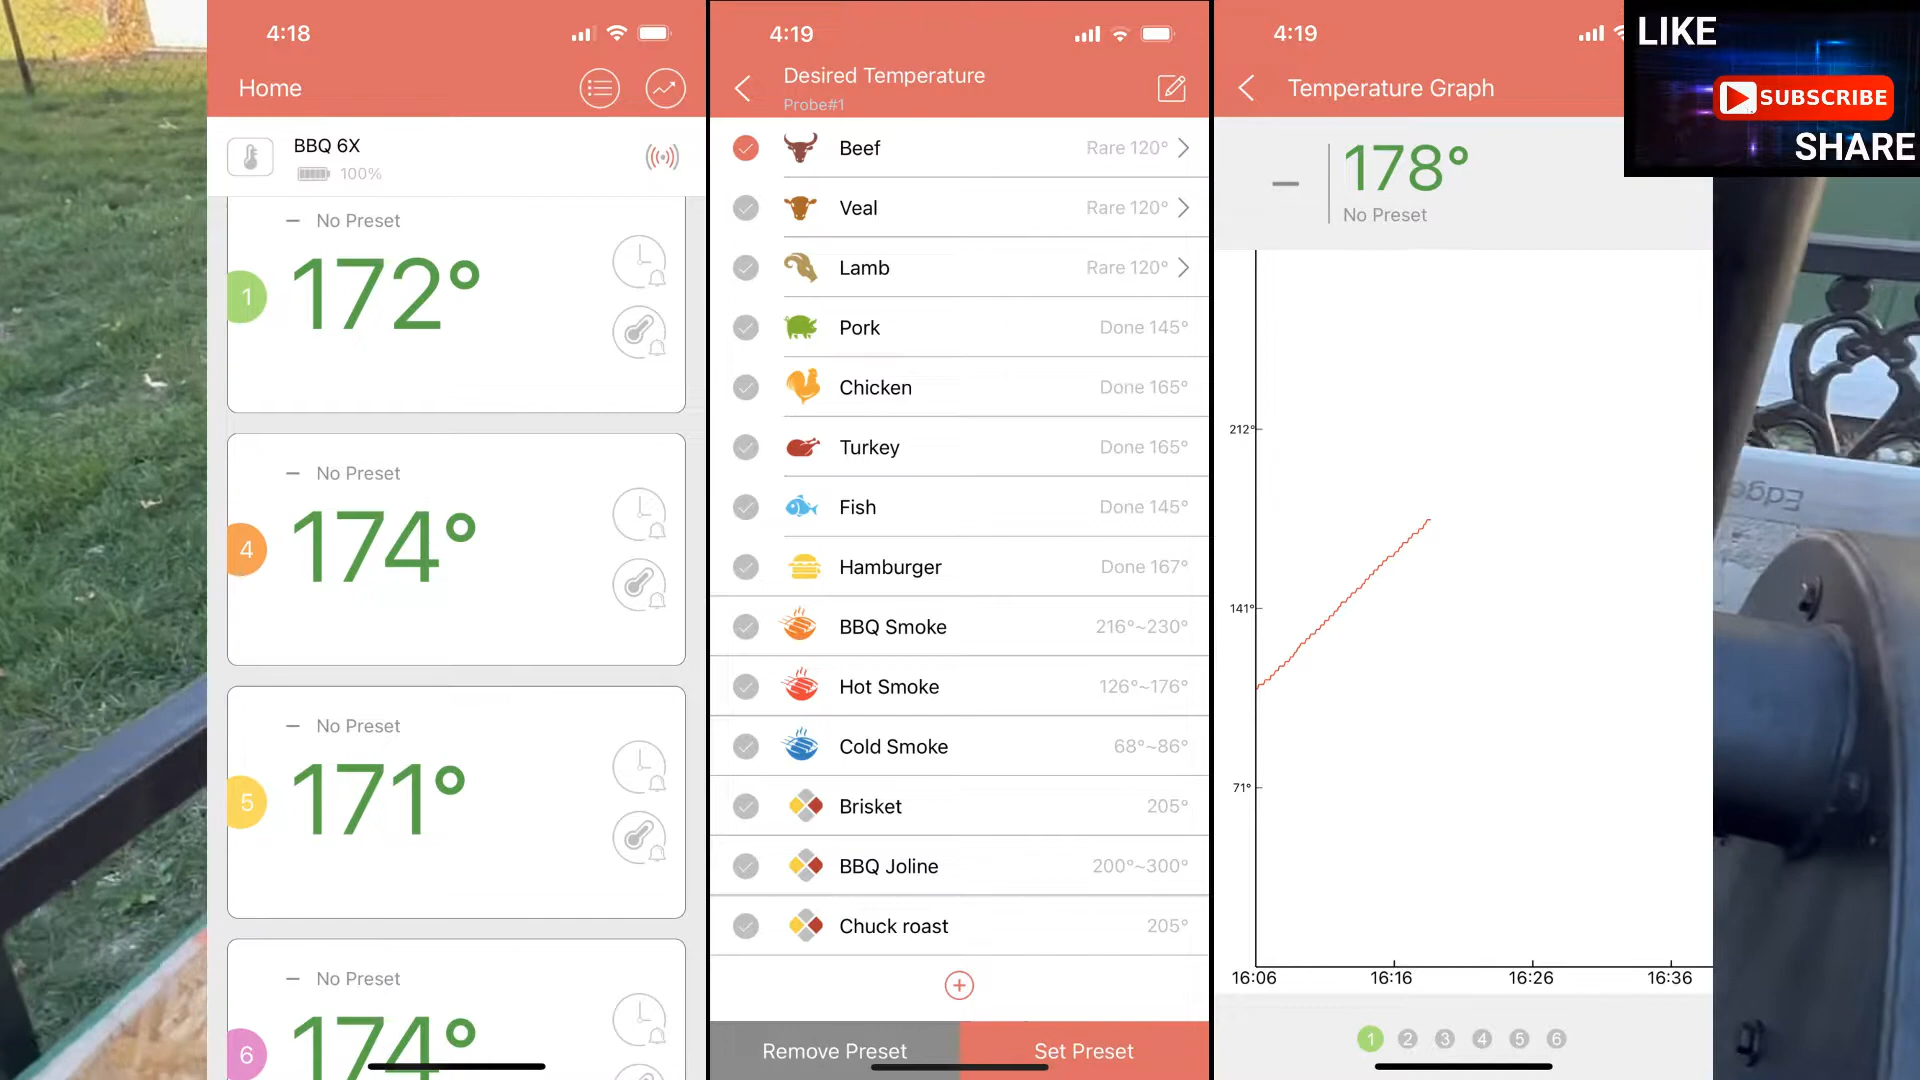 4:18
Home
BBQ 6X
100%
No Preset
1
172°
No Preset
4
174°
No Preset
5
171°
No Preset
6
174°
4:19
Desired Temperature
Probe#1
Beef Rare 120°
Veal Rare 120°
Lamb Rare 120°
Pork Done 145°
Chicken Done 165°
Turkey Done 165°
Fish Done 145°
Hamburger Done 167°
BBQ Smoke 216°~230°
Hot Smoke 126°~176°
Cold Smoke 68°~86°
Brisket 205°
BBQ Joline 200°~300°
Chuck roast 205°
Remove Preset Set Preset
4:19
Temperature Graph
178°
No Preset
212°
141°
71°
16:06 16:16 16:26 16:36
1 2 3 4 5 6
LIKE
SUBSCRIBE
SHARE
Edge